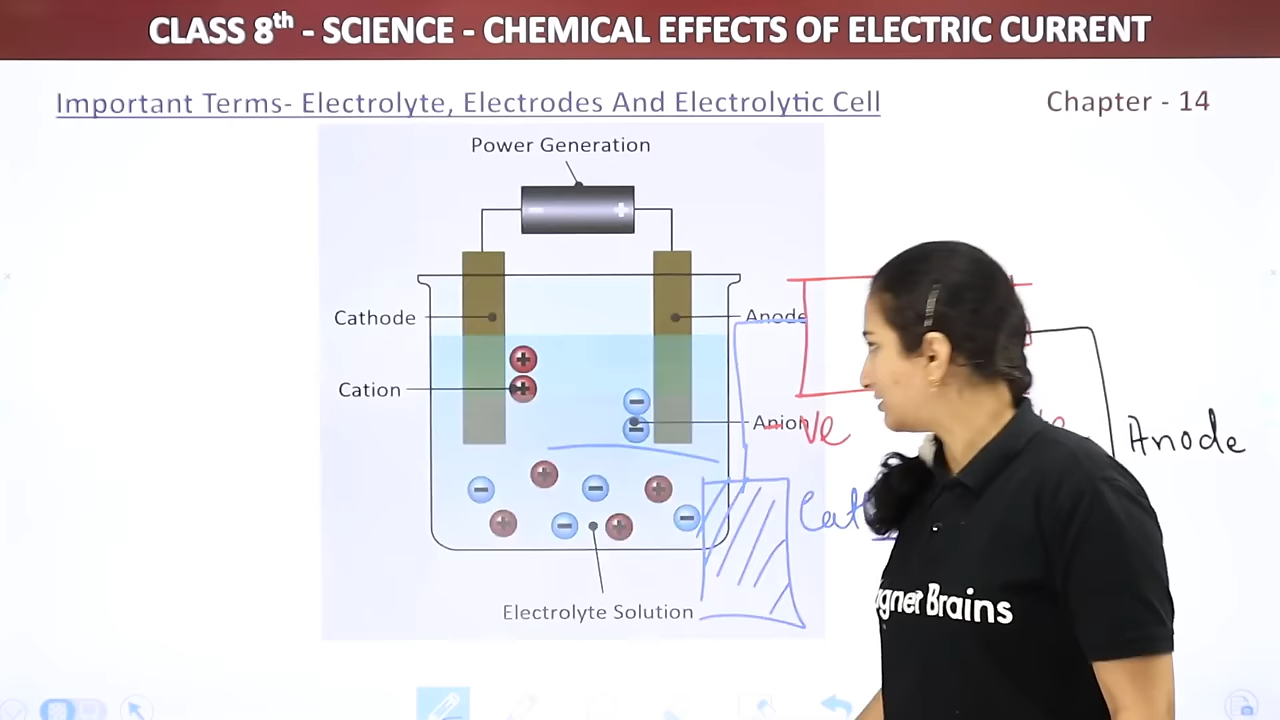 CLASS 8th - SCIENCE - CHEMICAL EFFECTS OF ELECTRIC CURRENT
Important Terms- Electrolyte, Electrodes And Electrolytic Cell
Chapter - 14
Power Generation
Cathode
Anode
Cation
Anion
ve
Anode
Electrolyte Solution
Brains